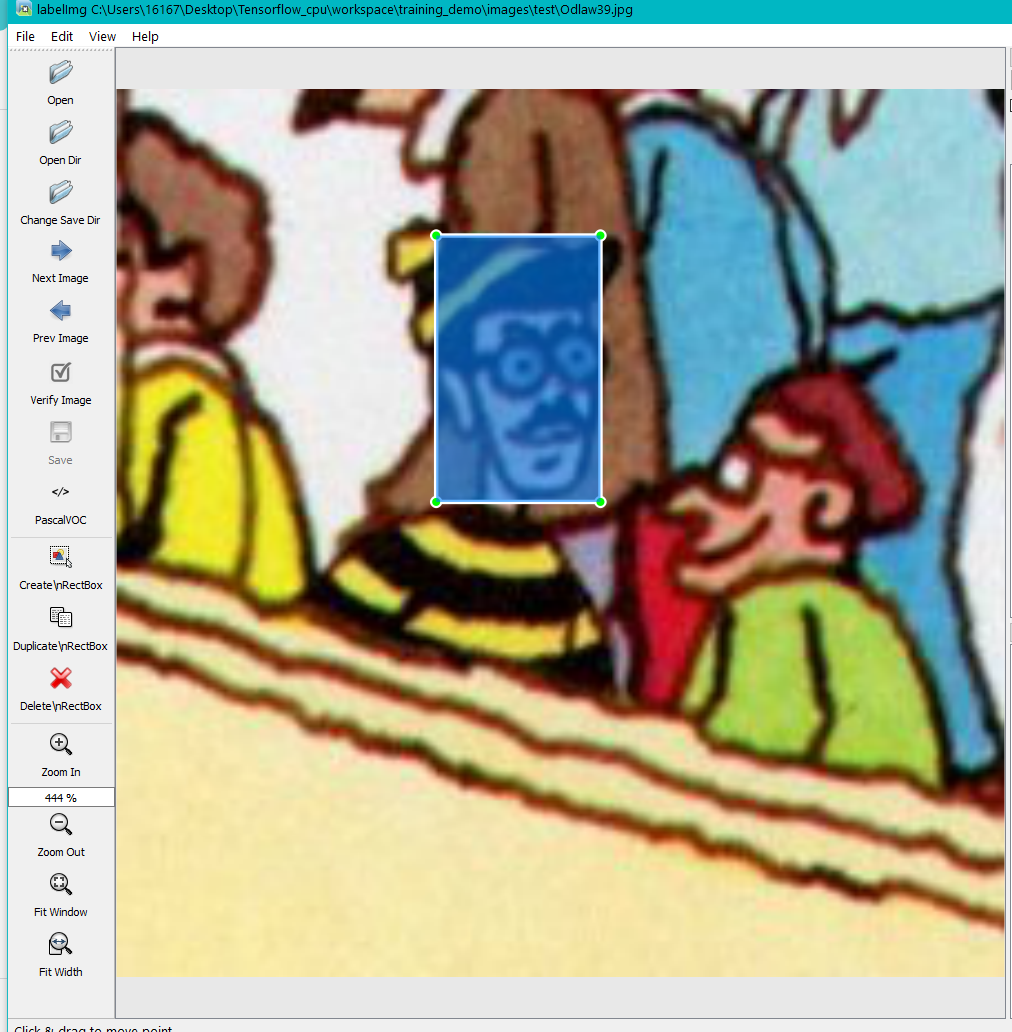 labelImg C:\Users\16167\Desktop\Tensorflow_cpu\workspace\training_demo\images\test\Odlaw39.jpg
File Edit View Help
Open
Open Dir
Change Save Dir
Next Image
Prev Image
Verify Image
Save
</>
PascalVOC
Create\nRectBox
Duplicate\nRectBox
Delete\nRectBox
Zoom In
444 %
Zoom Out
Fit Window
Fit Width
Click & drag to move point